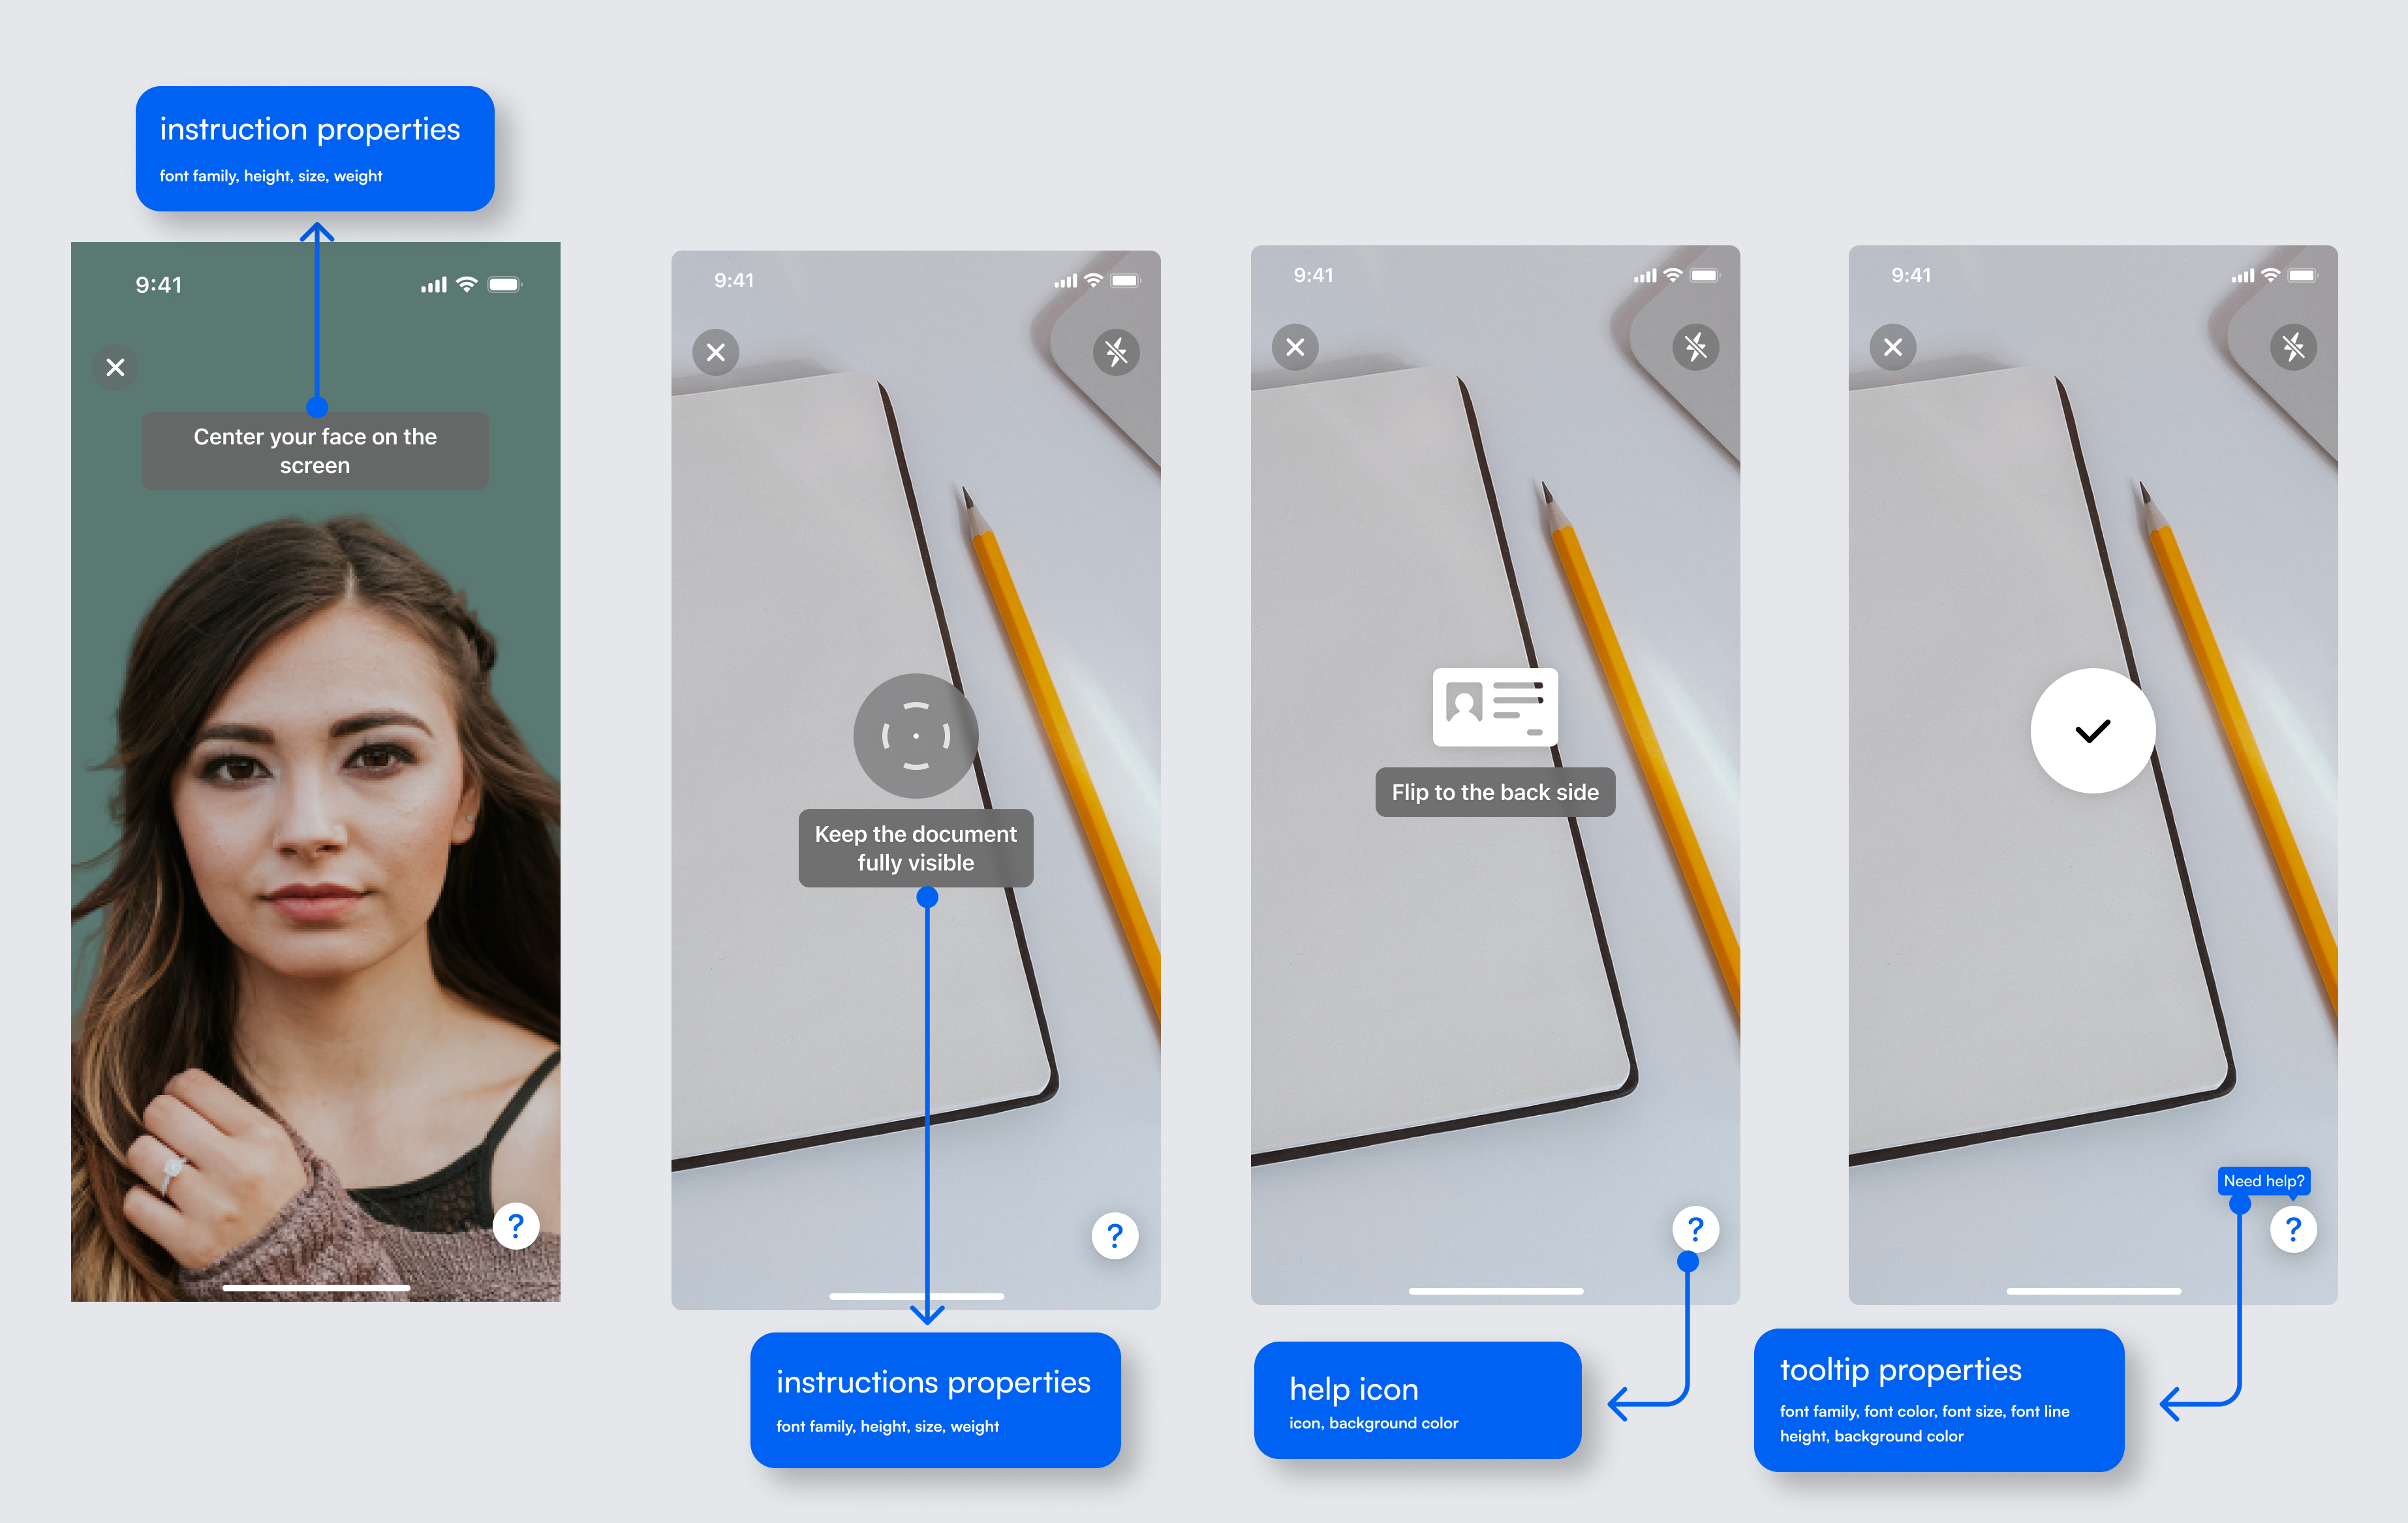 instruction properties
font family, height, size, weight
9:41
Center your face on the
screen
?
9:41
Keep the document
fully visible
?
instructions properties
font family, height, size, weight
9:41
Flip to the back side
?
help icon
icon, background color
9:41
Need help?
?
tooltip properties
font family, font color, font size, font line
height, background color